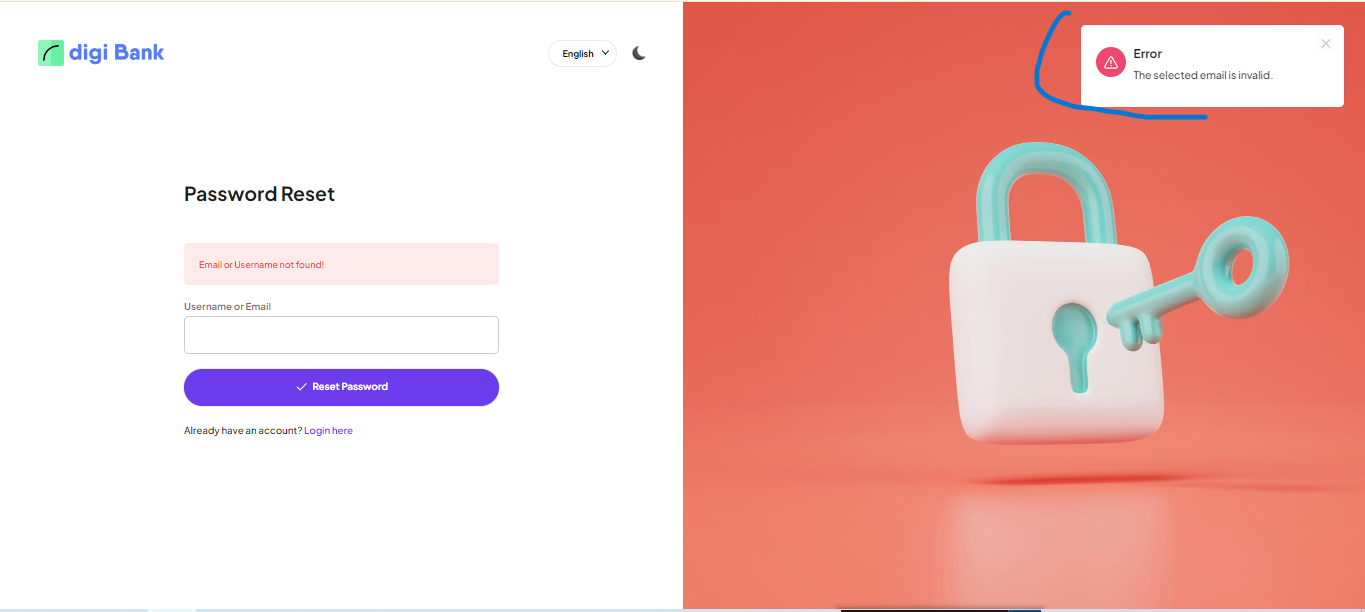 digi Bank
English
Error
The selected email is invalid.
Password Reset
Email or Username not found!
Username or Email
Reset Password
Already have an account? Login here